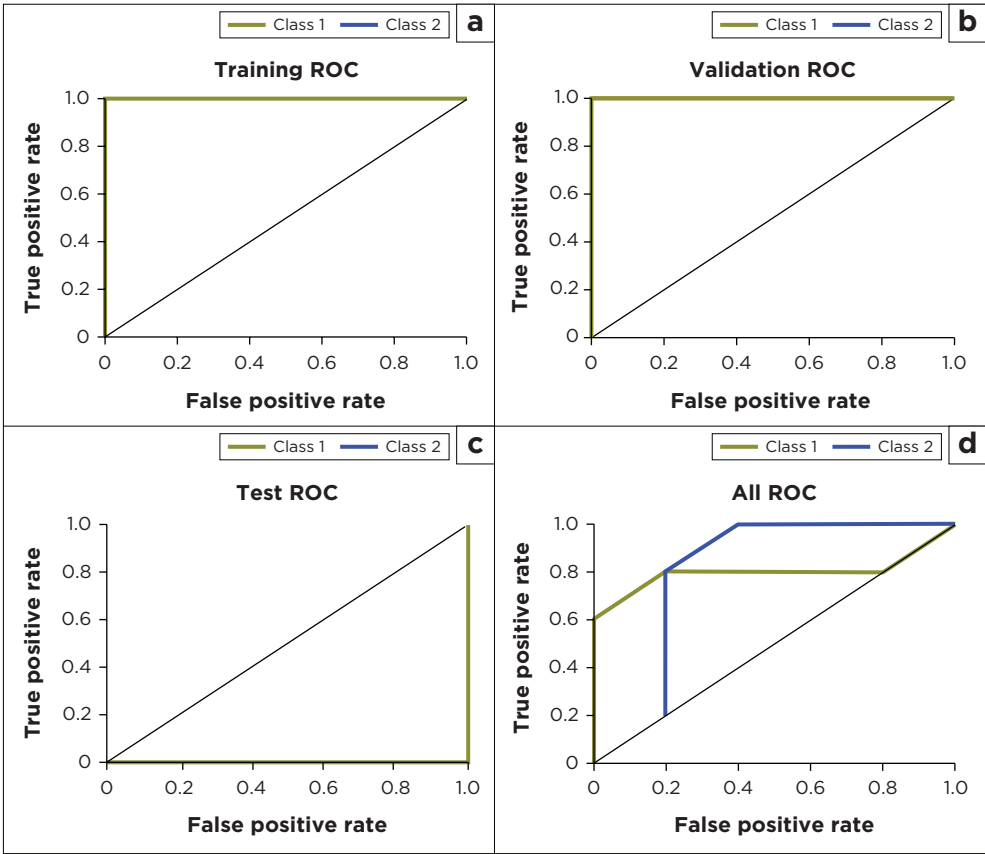 Class 1 Class 2 a
Training ROC
True positive rate
1.0
0.8
0.6
0.4
0.2
0
0 0.2 0.4 0.6 0.8 1.0
False positive rate
Class 1 Class 2 b
Validation ROC
True positive rate
1.0
0.8
0.6
0.4
0.2
0
0 0.2 0.4 0.6 0.8 1.0
False positive rate
Class 1 Class 2 c
Test ROC
True positive rate
1.0
0.8
0.6
0.4
0.2
0
0 0.2 0.4 0.6 0.8 1.0
False positive rate
Class 1 Class 2 d
All ROC
True positive rate
1.0
0.8
0.6
0.4
0.2
0
0 0.2 0.4 0.6 0.8 1.0
False positive rate